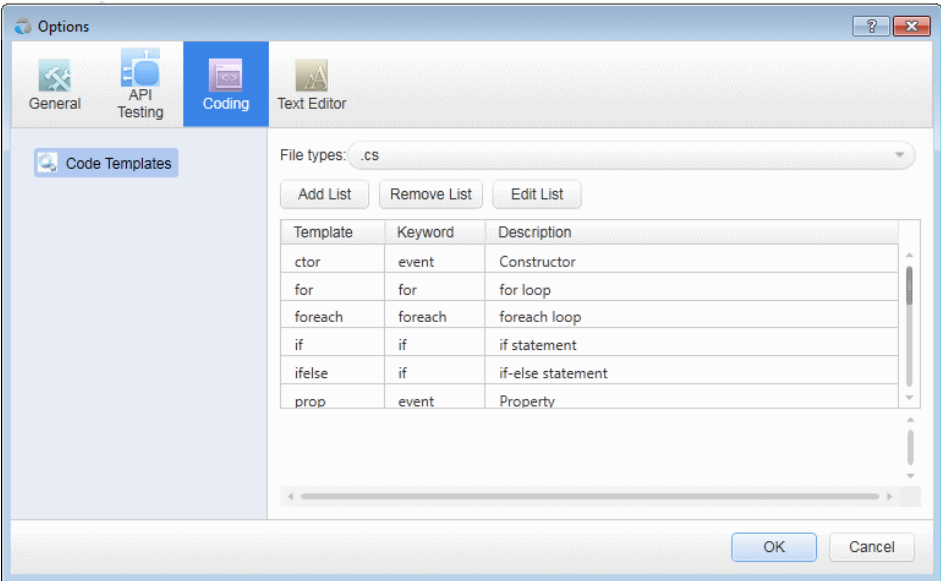 Options
General
API
Testing
Coding
Text Editor
Code Templates
File types: .cs
Add List Remove List Edit List
Template Keyword Description
ctor event Constructor
for for for loop
foreach foreach foreach loop
if if if statement
ifelse if if-else statement
prop event Property
OK Cancel